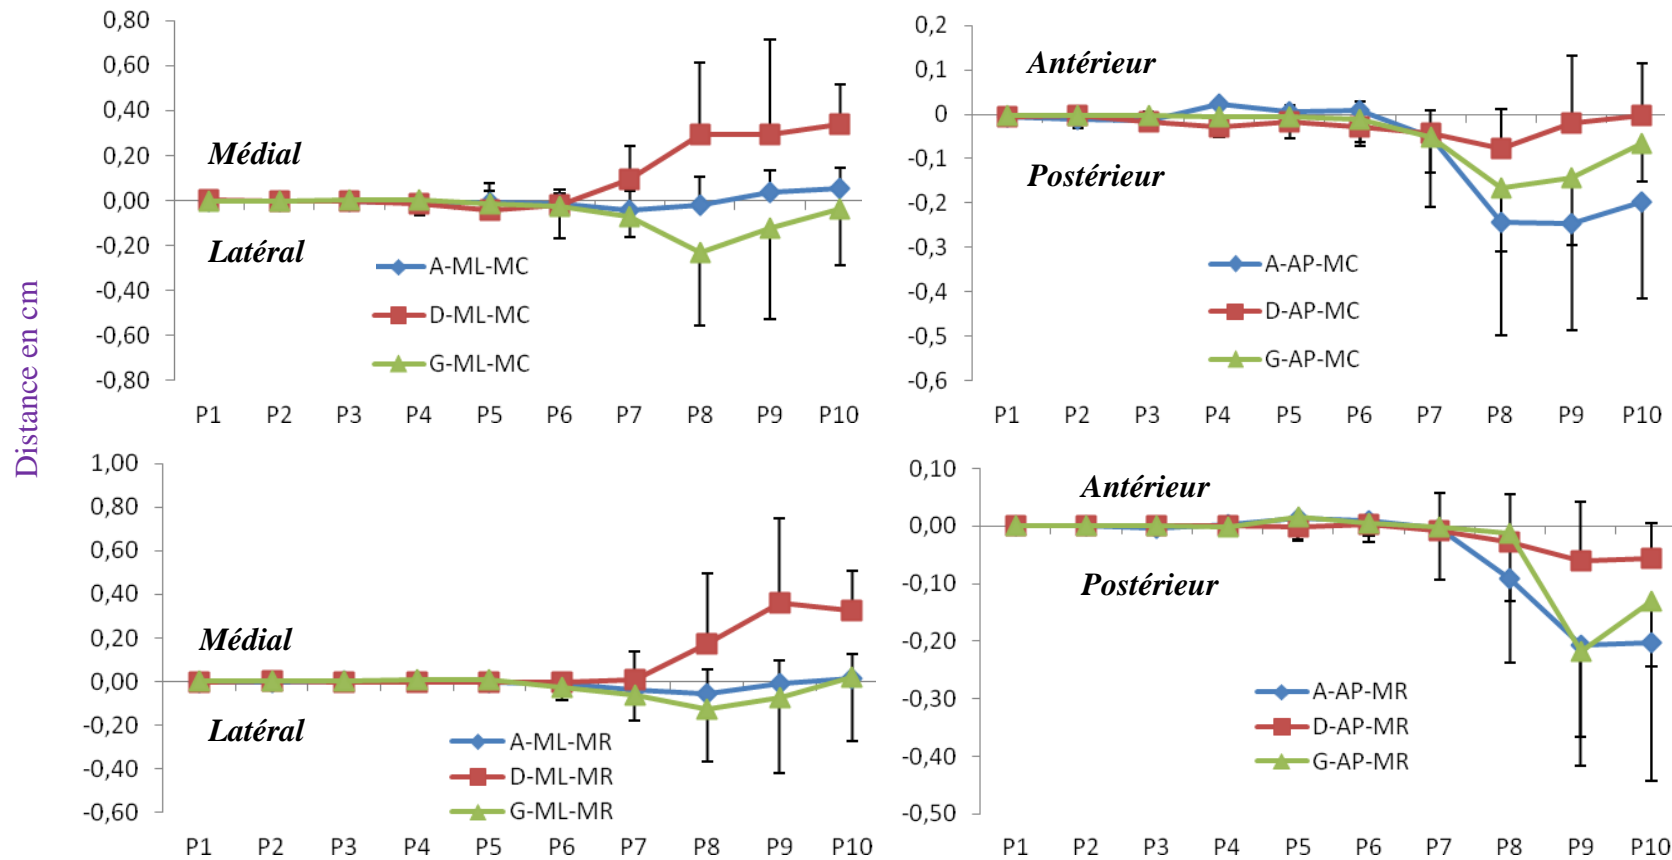 Distance en cm
0,80
0,60
0,40
0,20
0,00
-0,20
-0,40
-0,60
-0,80
Médial
Latéral
A-ML-MC
D-ML-MC
G-ML-MC
P1 P2 P3 P4 P5 P6 P7 P8 P9 P10
0,2
0,1
0
-0,1
-0,2
-0,3
-0,4
-0,5
-0,6
Antérieur
Postérieur
A-AP-MC
D-AP-MC
G-AP-MC
P1 P2 P3 P4 P5 P6 P7 P8 P9 P10
1,00
0,80
0,60
0,40
0,20
0,00
-0,20
-0,40
-0,60
Médial
Latéral
A-ML-MR
D-ML-MR
G-ML-MR
P1 P2 P3 P4 P5 P6 P7 P8 P9 P10
0,10
0,00
-0,10
-0,20
-0,30
-0,40
-0,50
Antérieur
Postérieur
A-AP-MR
D-AP-MR
G-AP-MR
P1 P2 P3 P4 P5 P6 P7 P8 P9 P10